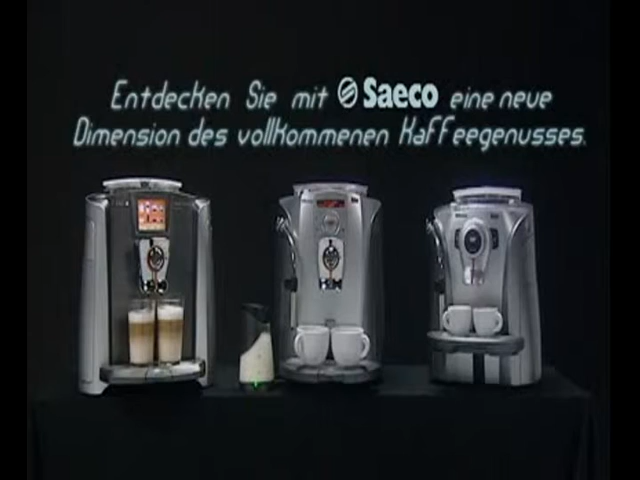 Entdecken Sie mit Saeco eine neue
Dimension des vollkommenen Kaffeegenusses.